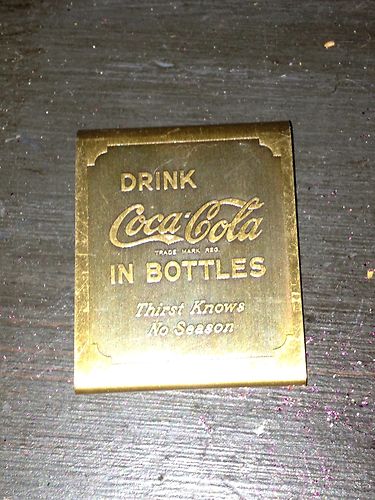 DRINK
Coca-Cola
TRADE MARK REG.
IN BOTTLES
Thirst Knows
No Season